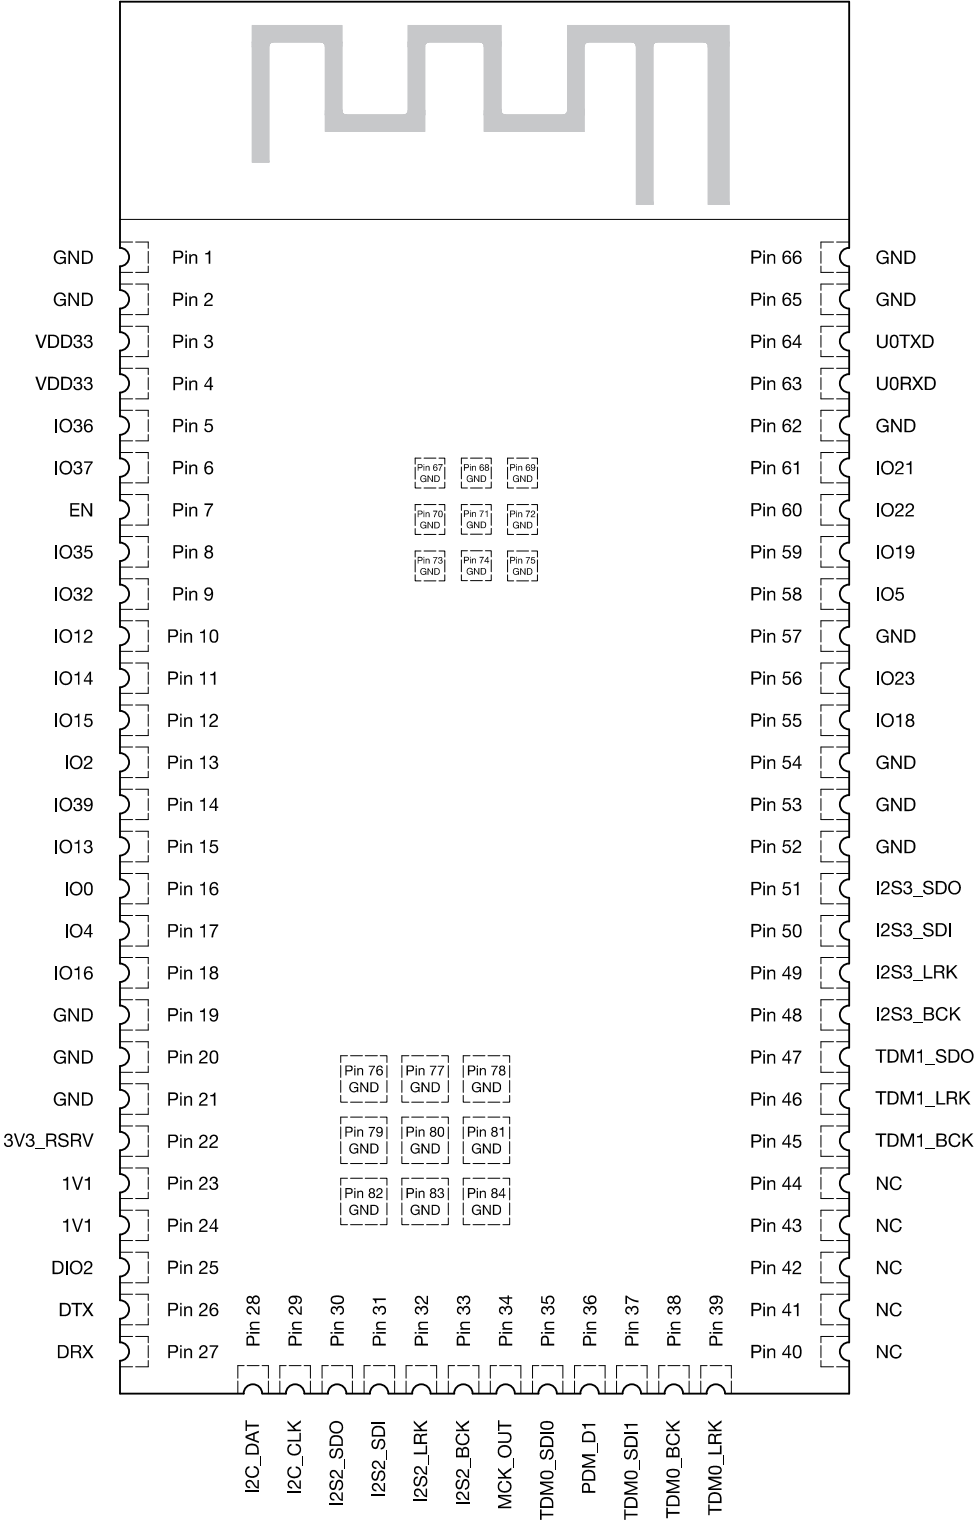 GND Pin 1 Pin 66 GND
GND Pin 2 Pin 65 GND
VDD33 Pin 3 Pin 64 U0TXD
VDD33 Pin 4 Pin 63 U0RXD
IO36 Pin 5 Pin 62 GND
IO37 Pin 6 Pin 61 IO21
Pin 67 Pin 68 Pin 69
GND GND GND
EN Pin 7 Pin 60 IO22
Pin 70 Pin 71 Pin 72
GND GND GND
IO35 Pin 8 Pin 59 IO19
Pin 73 Pin 74 Pin 75
GND GND GND
IO32 Pin 9 Pin 58 IO5
IO12 Pin 10 Pin 57 GND
IO14 Pin 11 Pin 56 IO23
IO15 Pin 12 Pin 55 IO18
IO2 Pin 13 Pin 54 GND
IO39 Pin 14 Pin 53 GND
IO13 Pin 15 Pin 52 GND
IO0 Pin 16 Pin 51 I2S3_SDO
IO4 Pin 17 Pin 50 I2S3_SDI
IO16 Pin 18 Pin 49 I2S3_LRK
GND Pin 19 Pin 48 I2S3_BCK
GND Pin 20 Pin 47 TDM1_SDO
Pin 76 Pin 77 Pin 78
GND GND GND
GND Pin 21 Pin 46 TDM1_LRK
Pin 79 Pin 80 Pin 81
GND GND GND
3V3_RSRV Pin 22 Pin 45 TDM1_BCK
1V1 Pin 23 Pin 44 NC
Pin 82 Pin 83 Pin 84
GND GND GND
1V1 Pin 24 Pin 43 NC
DIO2 Pin 25 Pin 42 NC
DTX Pin 26 Pin 41 NC
DRX Pin 27 Pin 40 NC
Pin 28 Pin 29 Pin 30 Pin 31 Pin 32 Pin 33 Pin 34 Pin 35 Pin 36 Pin 37 Pin 38 Pin 39
I2C_DAT I2C_CLK I2S2_SDO I2S2_SDI I2S2_LRK I2S2_BCK MCK_OUT TDM0_SDI0 PDM_D1 TDM0_SDI1 TDM0_BCK TDM0_LRK